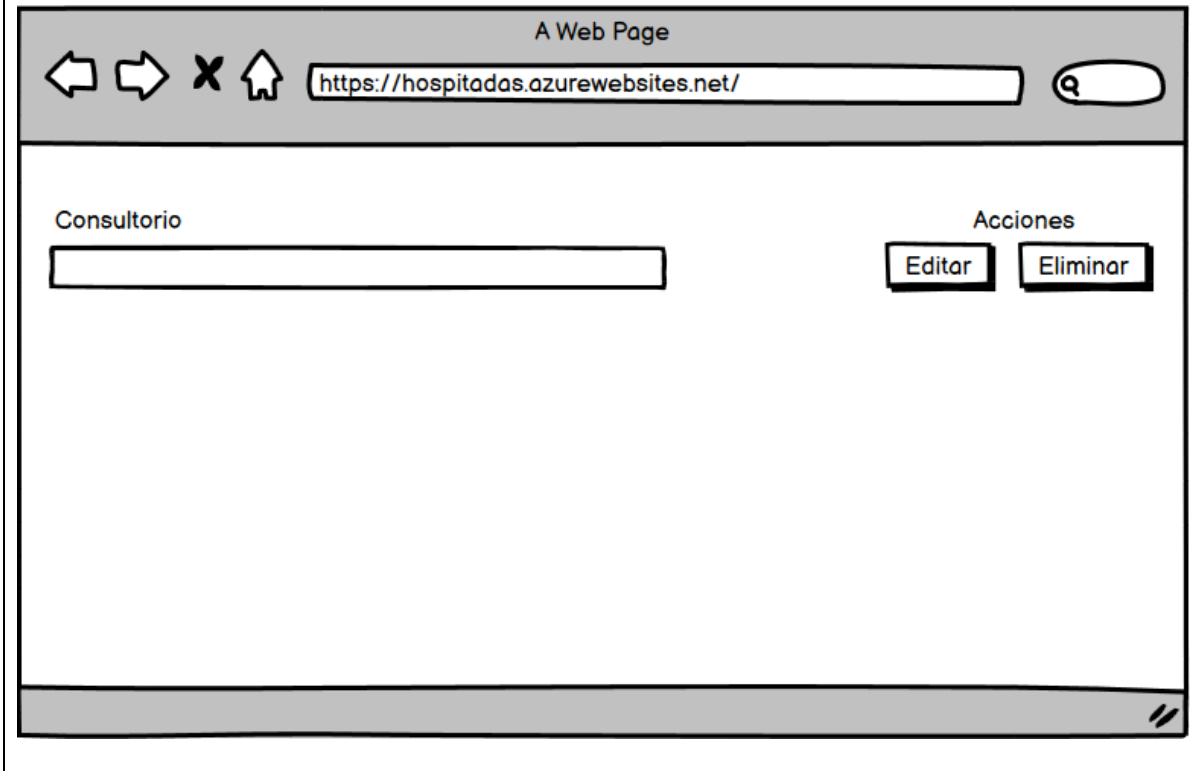 A Web Page
https://hospitadas.azurewebsites.net/
Consultorio
Acciones
Editar
Eliminar